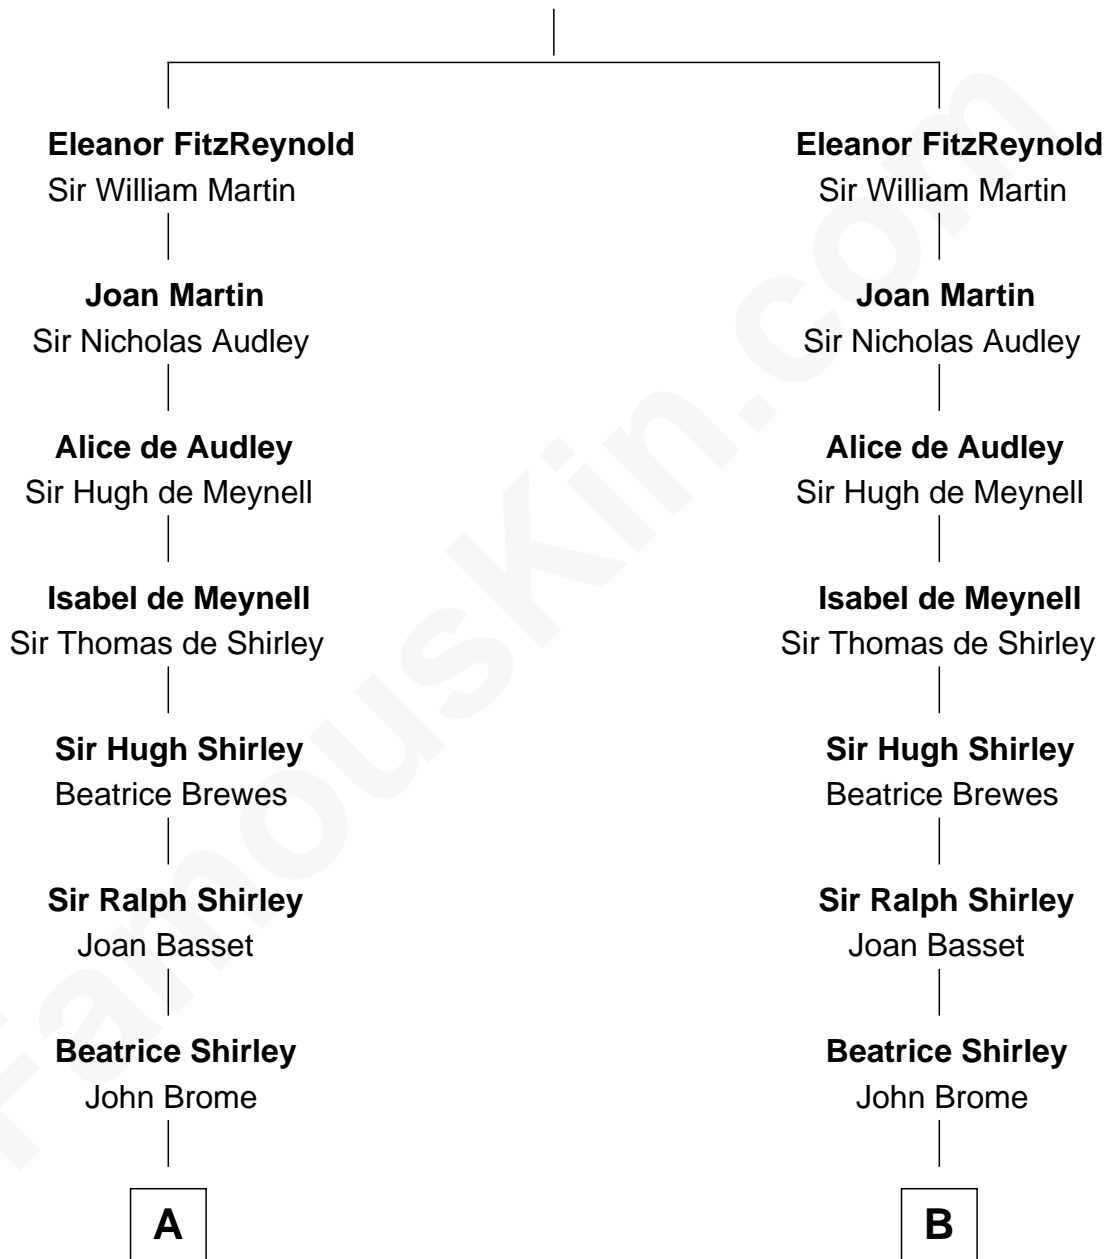 Eleanor FitzReynold
Sir William Martin
Joan Martin
Sir Nicholas Audley
Alice de Audley
Sir Hugh de Meynell
Isabel de Meynell
Sir Thomas de Shirley
Sir Hugh Shirley
Beatrice Brewes
Sir Ralph Shirley
Joan Basset
Beatrice Shirley
John Brome
A
Eleanor FitzReynold
Sir William Martin
Joan Martin
Sir Nicholas Audley
Alice de Audley
Sir Hugh de Meynell
Isabel de Meynell
Sir Thomas de Shirley
Sir Hugh Shirley
Beatrice Brewes
Sir Ralph Shirley
Joan Basset
Beatrice Shirley
John Brome
B
FamousKin.com